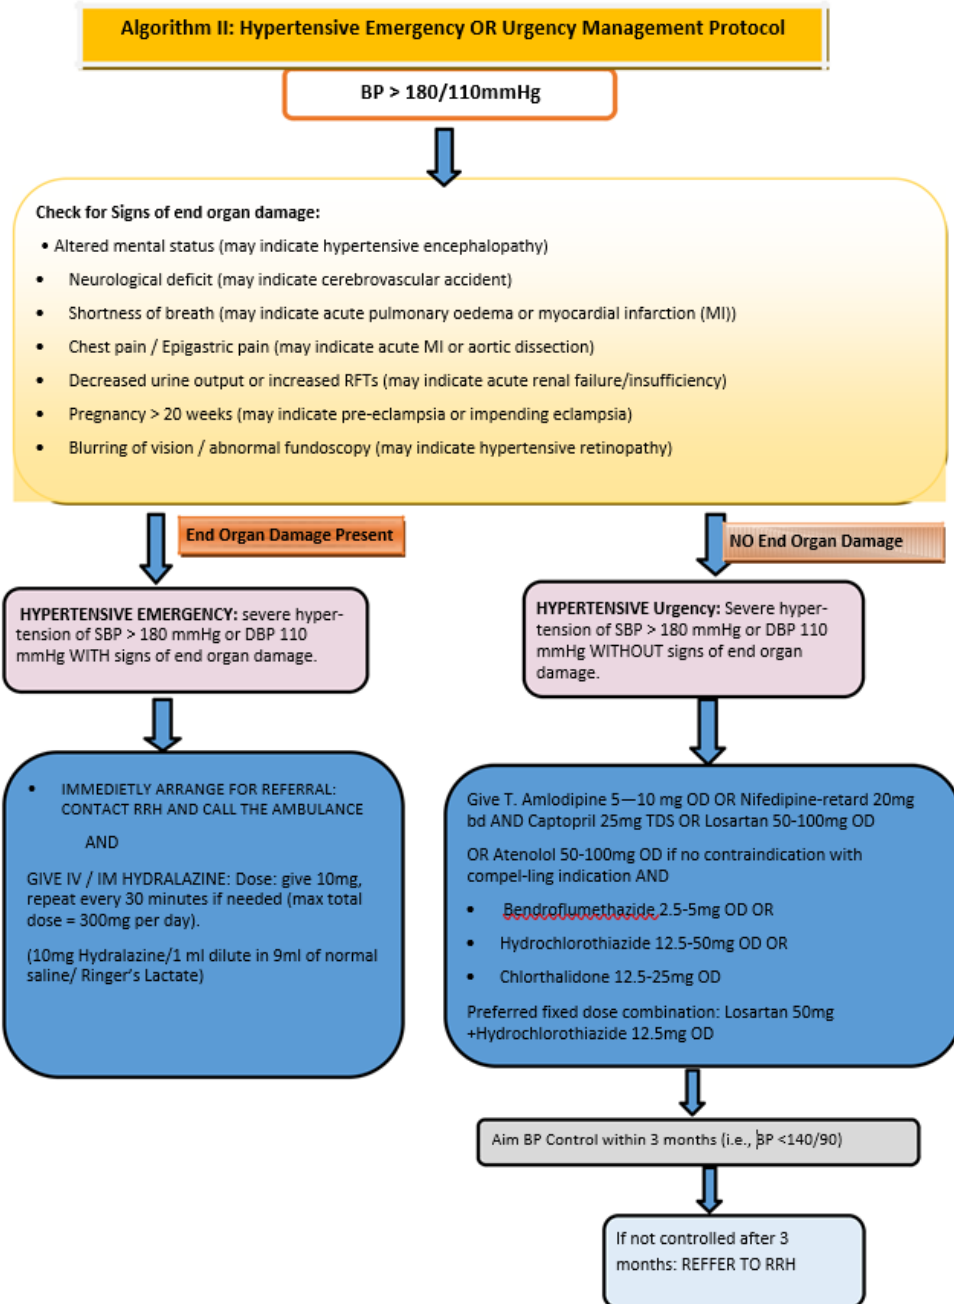 Algorithm II: Hypertensive Emergency OR Urgency Management Protocol
BP > 180/110mmHg
Check for Signs of end organ damage:
• Altered mental status (may indicate hypertensive encephalopathy)
• Neurological deficit (may indicate cerebrovascular accident)
• Shortness of breath (may indicate acute pulmonary oedema or myocardial infarction (MI))
• Chest pain / Epigastric pain (may indicate acute MI or aortic dissection)
• Decreased urine output or increased RFTs (may indicate acute renal failure/insufficiency)
• Pregnancy > 20 weeks (may indicate pre-eclampsia or impending eclampsia)
• Blurring of vision / abnormal fundoscopy (may indicate hypertensive retinopathy)
End Organ Damage Present
HYPERTENSIVE EMERGENCY: severe hyper-
tension of SBP > 180 mmHg or DBP 110
mmHg WITH signs of end organ damage.
• IMMEDIETLY ARRANGE FOR REFERRAL:
CONTACT RRH AND CALL THE AMBULANCE
AND
GIVE IV / IM HYDRALAZINE: Dose: give 10mg,
repeat every 30 minutes if needed (max total
dose = 300mg per day).
(10mg Hydralazine/1 ml dilute in 9ml of normal
saline/ Ringer's Lactate)
NO End Organ Damage
HYPERTENSIVE Urgency: Severe hyper-
tension of SBP > 180 mmHg or DBP 110
mmHg WITHOUT signs of end organ
damage.
Give T. Amlodipine 5—10 mg OD OR Nifedipine-retard 20mg
bd AND Captopril 25mg TDS OR Losartan 50-100mg OD
OR Atenolol 50-100mg OD if no contraindication with
compel-ling indication AND
• Bendroflumethazide 2.5-5mg OD OR
• Hydrochlorothiazide 12.5-50mg OD OR
• Chlorthalidone 12.5-25mg OD
Preferred fixed dose combination: Losartan 50mg
+Hydrochlorothiazide 12.5mg OD
Aim BP Control within 3 months (i.e., BP <140/90)
If not controlled after 3
months: REFFER TO RRH